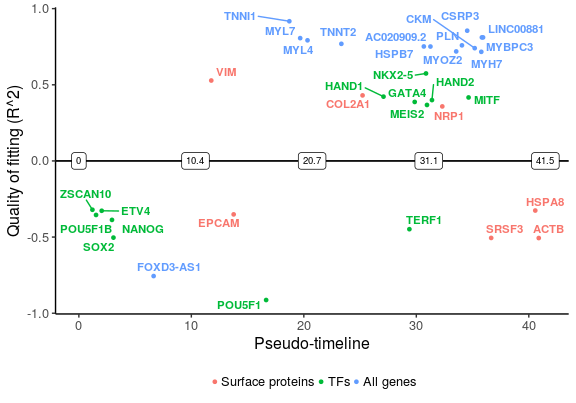 1.0
CKM
CSRP3
TNNI1
MYL7
TNNT2
AC020909.2
PLN
LINC00881
MYL4
HSPB7
MYBPC3
MYOZ2
MYH7
VIM
NKX2-5
0.5
HAND1
GATA4
HAND2
COL2A1
MEIS2
NRP1
MITF
Quality of fitting (R^2)
0.0
0
10.4
20.7
31.1
41.5
ZSCAN10
ETV4
EPCAM
HSPA8
POU5F1B
NANOG
TERF1
SRSF3
ACTB
-0.5
SOX2
FOXD3-AS1
POU5F1
-1.0
0
10
20
30
40
Pseudo-timeline
Surface proteins
TFs
All genes